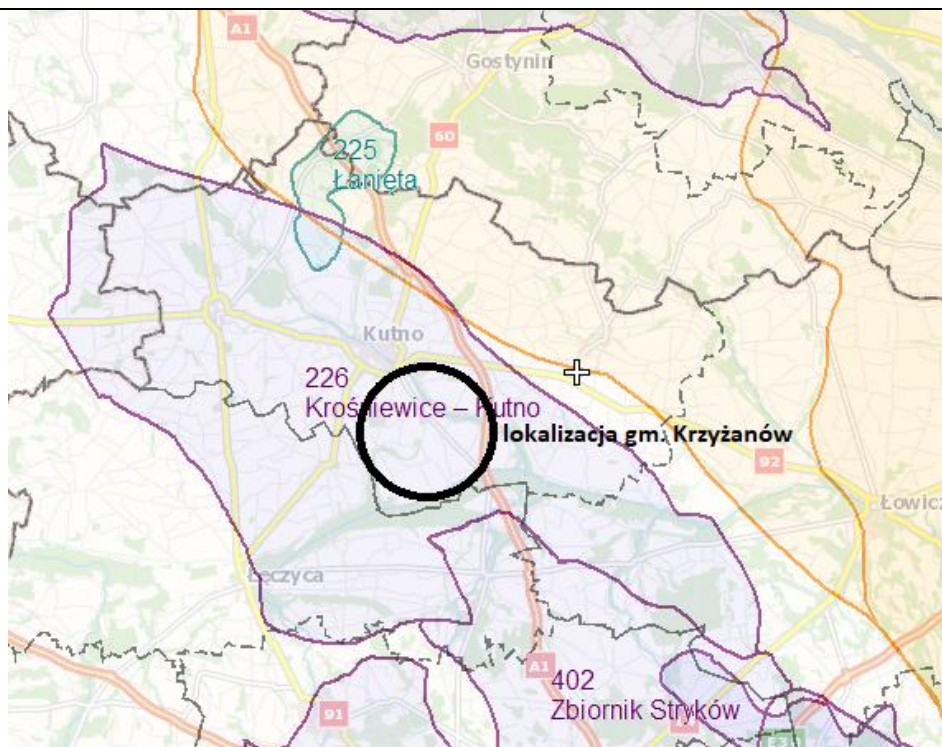 A1
Gostynin
60
225
Łanięta
Kutno
226
Krośniewice – Kutno
lokalizacja gm. Krzyżanów
92
Łowicz
Łęczyca
A1
402
Zbiornik Stryków
91